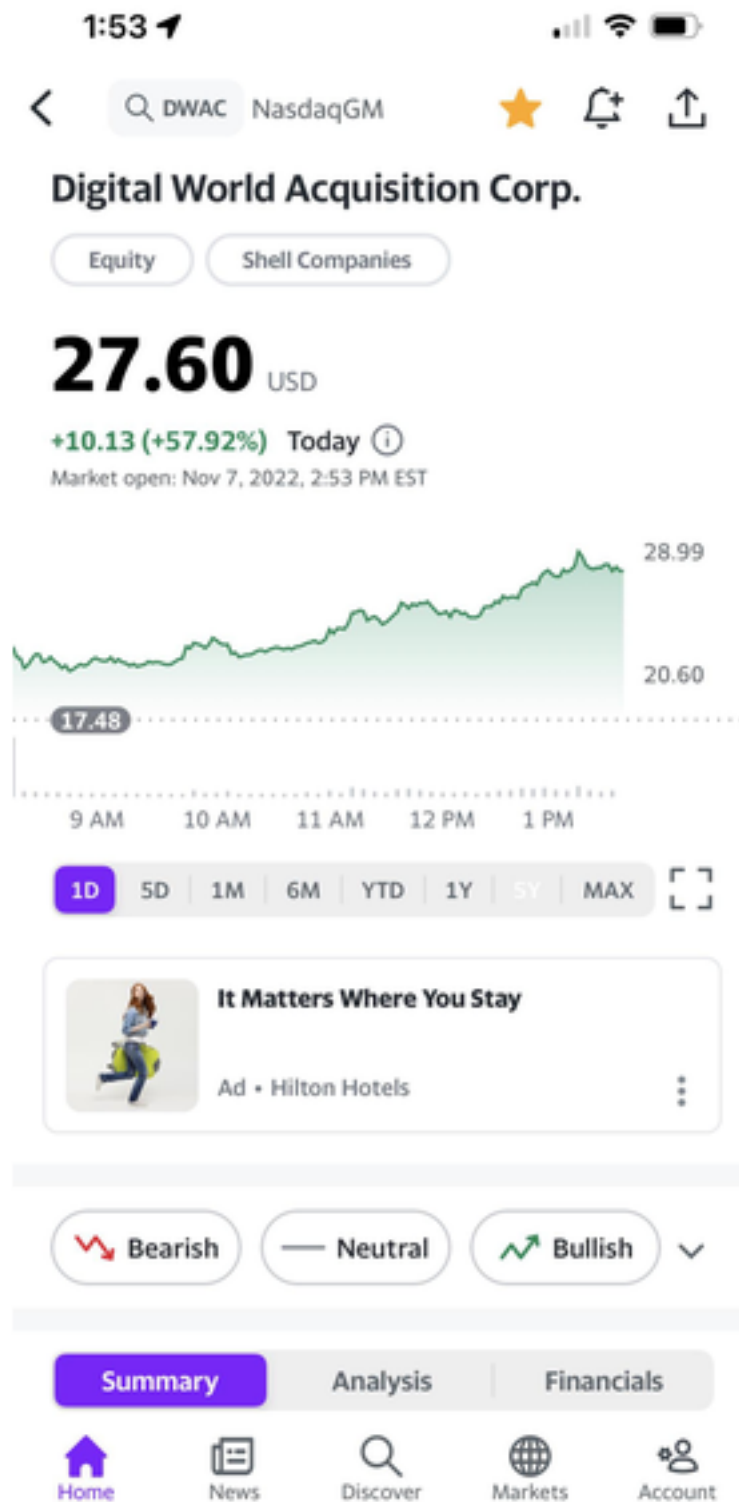 1:53
DWAC NasdaqGM
Digital World Acquisition Corp.
Equity Shell Companies
27.60 USD
+10.13 (+57.92%) Today
Market open: Nov 7, 2022, 2:53 PM EST
28.99
20.60
17.48
9 AM 10 AM 11 AM 12 PM 1 PM
1D 5D 1M 6M YTD 1Y 5Y MAX
It Matters Where You Stay
Ad • Hilton Hotels
Bearish Neutral Bullish
Summary Analysis Financials
Home News Discover Markets Account